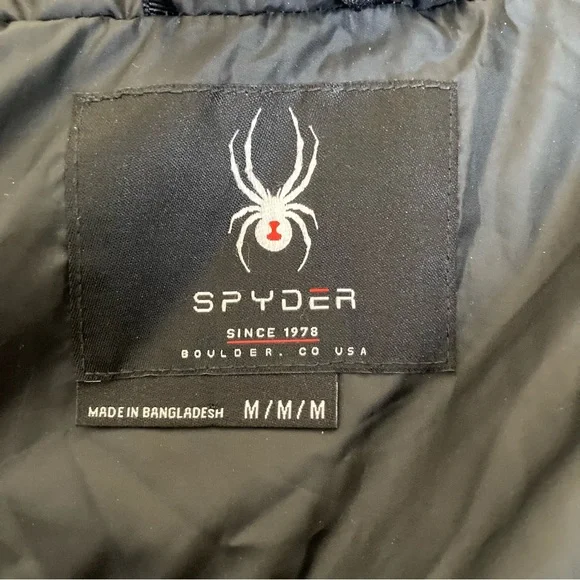 SPYDER
SINCE 1978
BOULDER, CO USA
MADE IN BANGLADESH M/M/M